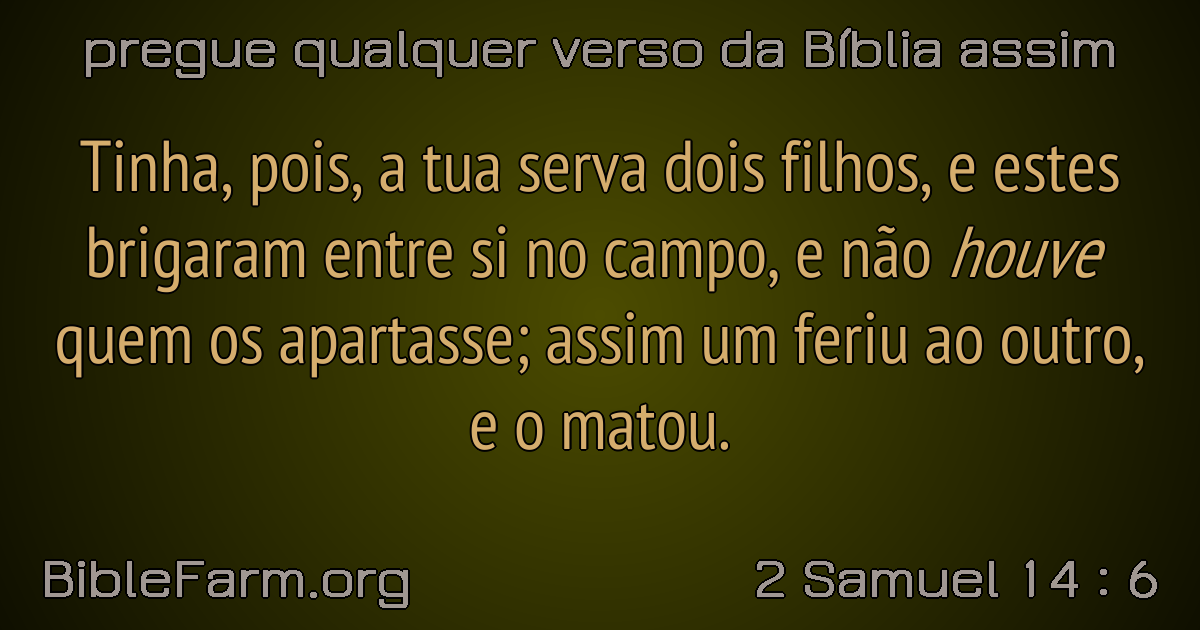 pregue qualquer verso da Bíblia assim
Tinha, pois, a tua serva dois filhos, e estes
brigaram entre si no campo, e não houve
quem os apartasse; assim um feriu ao outro,
e o matou.
BibleFarm.org
2 Samuel 14 : 6